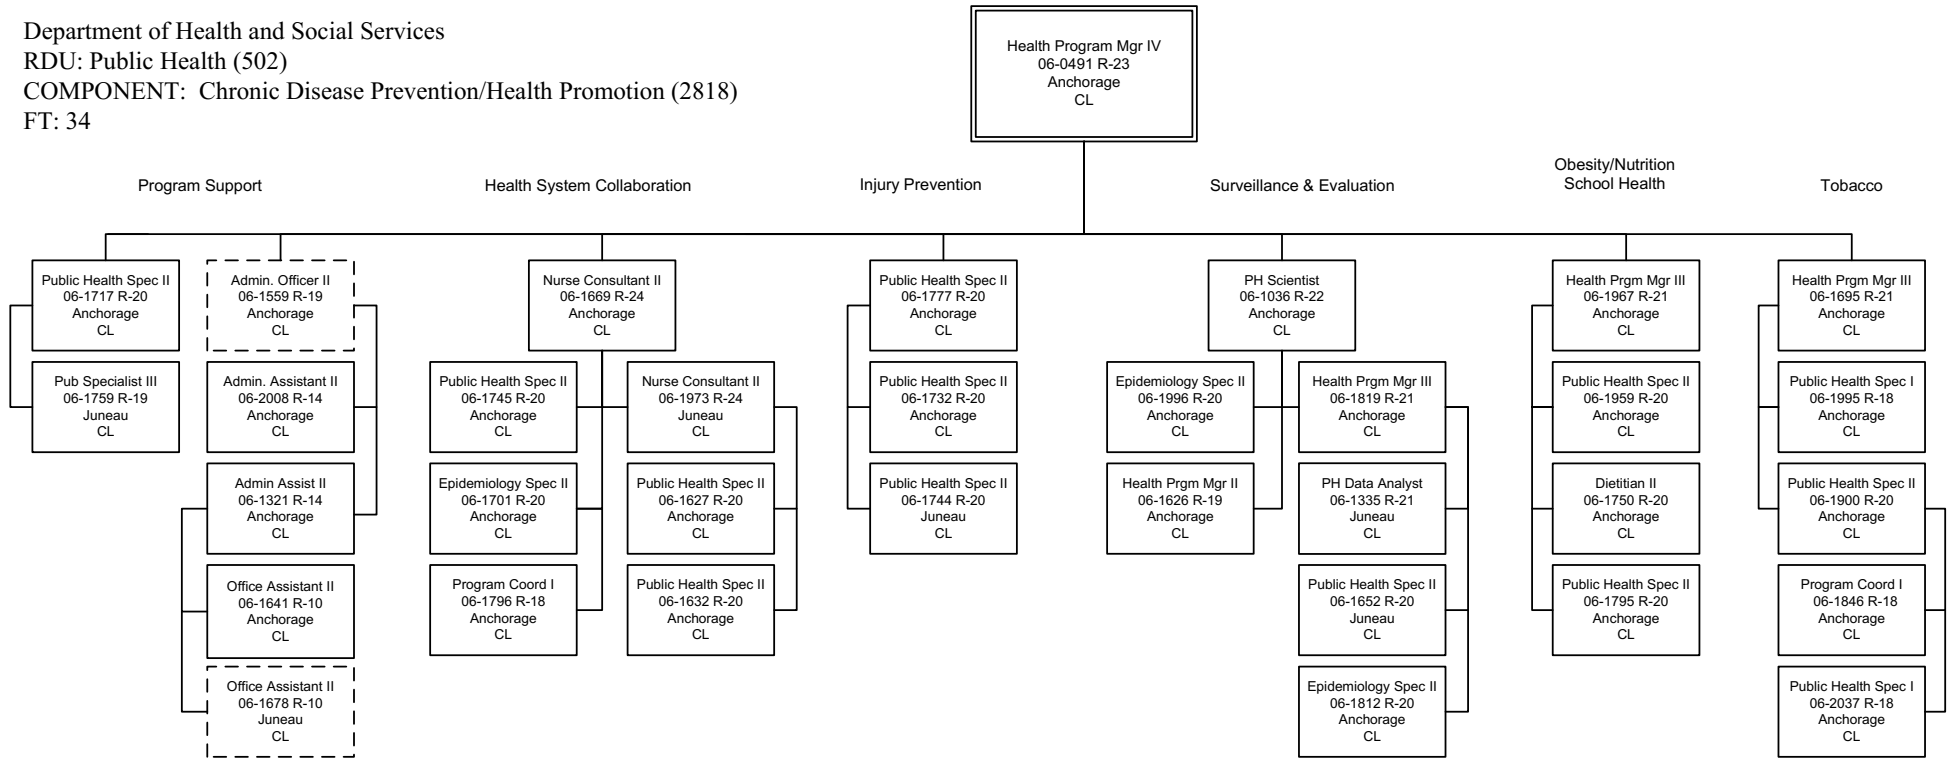 Department of Health and Social Services
RDU: Public Health (502)
COMPONENT:  Chronic Disease Prevention/Health Promotion (2818)
FT: 34
Health Program Mgr IV
06-0491 R-23
Anchorage
CL
Program Support
Health System Collaboration
Injury Prevention
Surveillance & Evaluation
Obesity/Nutrition
School Health
Tobacco
Public Health Spec II
06-1717 R-20
Anchorage
CL
Pub Specialist III
06-1759 R-19
Juneau
CL
Admin. Officer II
06-1559 R-19
Anchorage
CL
Admin. Assistant II
06-2008 R-14
Anchorage
CL
Admin Assist II
06-1321 R-14
Anchorage
CL
Office Assistant II
06-1641 R-10
Anchorage
CL
Office Assistant II
06-1678 R-10
Juneau
CL
Nurse Consultant II
06-1669 R-24
Anchorage
CL
Public Health Spec II
06-1745 R-20
Anchorage
CL
Epidemiology Spec II
06-1701 R-20
Anchorage
CL
Program Coord I
06-1796 R-18
Anchorage
CL
Nurse Consultant II
06-1973 R-24
Juneau
CL
Public Health Spec II
06-1627 R-20
Anchorage
CL
Public Health Spec II
06-1632 R-20
Anchorage
CL
Public Health Spec II
06-1777 R-20
Anchorage
CL
Public Health Spec II
06-1732 R-20
Anchorage
CL
Public Health Spec II
06-1744 R-20
Juneau
CL
PH Scientist
06-1036 R-22
Anchorage
CL
Epidemiology Spec II
06-1996 R-20
Anchorage
CL
Health Prgm Mgr II
06-1626 R-19
Anchorage
CL
Health Prgm Mgr III
06-1819 R-21
Anchorage
CL
PH Data Analyst
06-1335 R-21
Juneau
CL
Public Health Spec II
06-1652 R-20
Juneau
CL
Epidemiology Spec II
06-1812 R-20
Anchorage
CL
Health Prgm Mgr III
06-1967 R-21
Anchorage
CL
Public Health Spec II
06-1959 R-20
Anchorage
CL
Dietitian II
06-1750 R-20
Anchorage
CL
Public Health Spec II
06-1795 R-20
Anchorage
CL
Health Prgm Mgr III
06-1695 R-21
Anchorage
CL
Public Health Spec I
06-1995 R-18
Anchorage
CL
Public Health Spec II
06-1900 R-20
Anchorage
CL
Program Coord I
06-1846 R-18
Anchorage
CL
Public Health Spec I
06-2037 R-18
Anchorage
CL